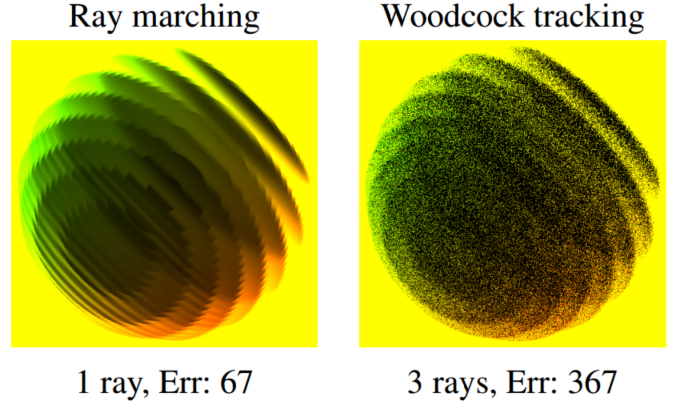 Ray marching
Woodcock tracking
1 ray, Err: 67
3 rays, Err: 367